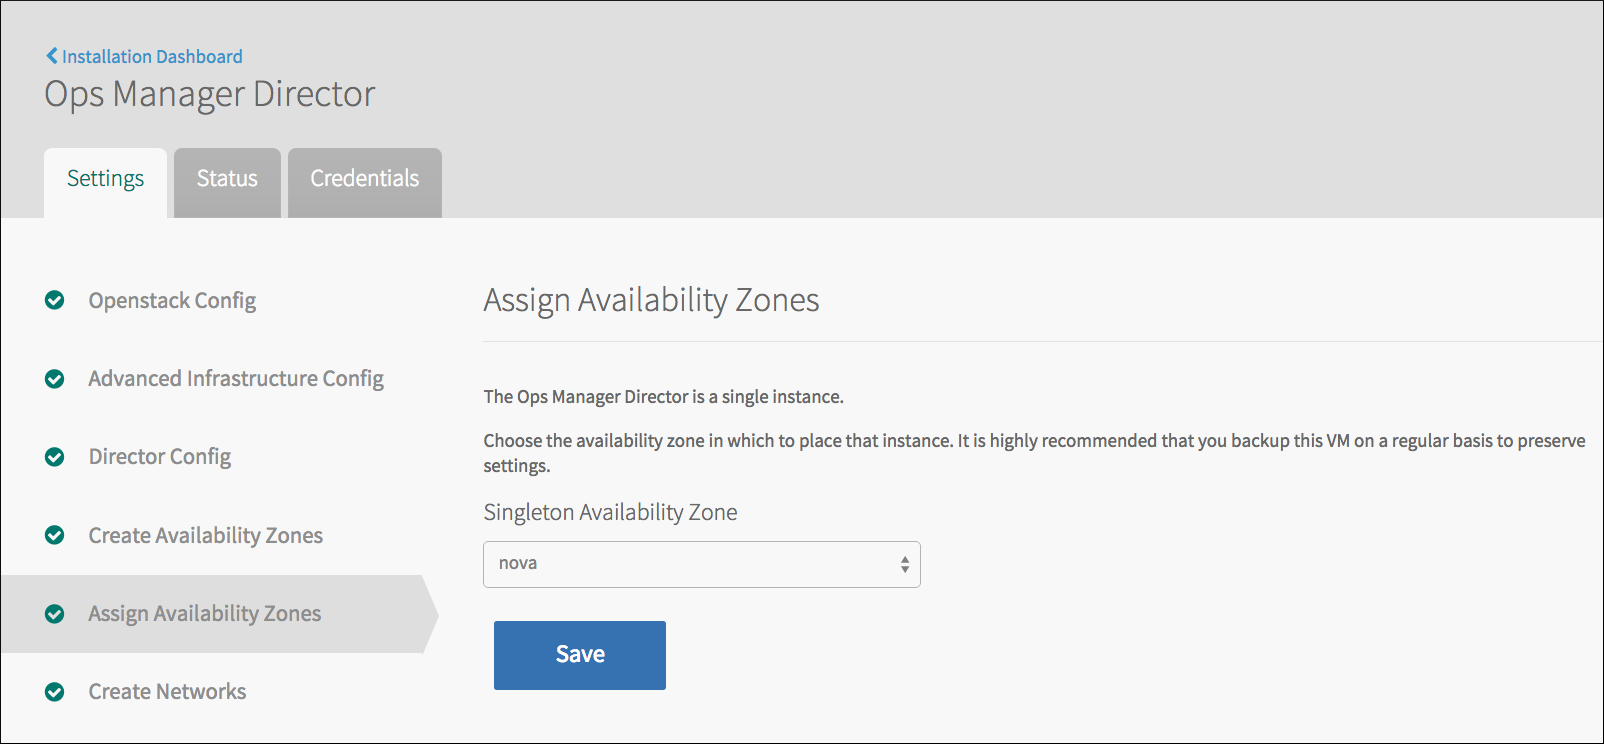 Installation Dashboard
Ops Manager Director
Settings
Status
Credentials
Openstack Config
Advanced Infrastructure Config
Director Config
Create Availability Zones
Assign Availability Zones
Create Networks
Assign Availability Zones
The Ops Manager Director is a single instance.
Choose the availability zone in which to place that instance. It is highly recommended that you backup this VM on a regular basis to preserve
settings.
Singleton Availability Zone
nova
Save